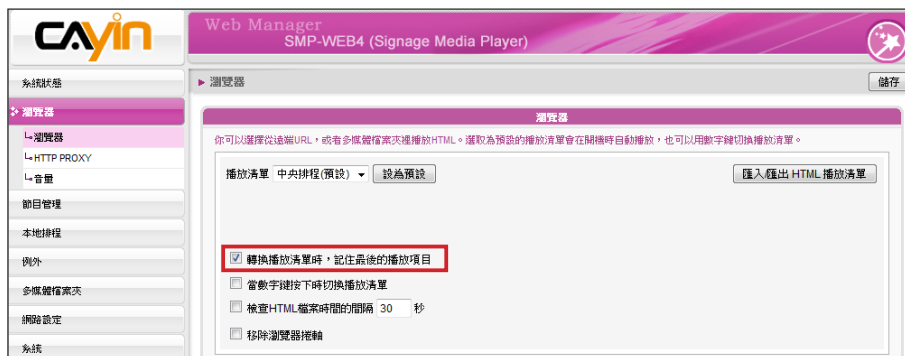 CAYIN
Web Manager
SMP-WEB4 (Signage Media Player)
系統狀態
瀏覽器
瀏覽器
HTTP PROXY
音量
節目管理
本地排程
例外
多媒體檔案夾
網路設定
系統
瀏覽器
儲存
瀏覽器
你可以選擇從遠端URL，或者多媒體檔案夾裡播放HTML。選取為預設的播放清單會在開機時自動播放，也可以用數字鍵切換播放清單。
播放清單 中央排程(預設) 設為預設
匯入/匯出 HTML 播放清單
轉換播放清單時，記住最後的播放項目
當數字鍵按下時切換播放清單
檢查HTML檔案時間的間隔 30 秒
移除瀏覽器捲軸